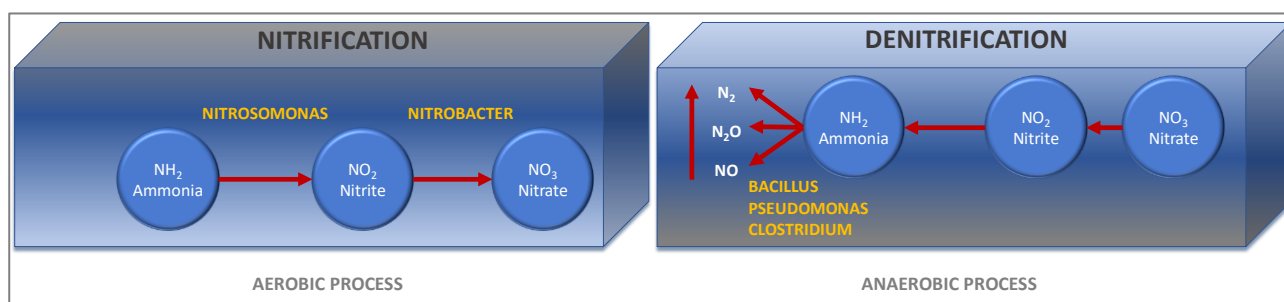 NITRIFICATION
NITROSOMONAS
NITROBACTER
NH₂
Ammonia
NO₂
Nitrite
NO₃
Nitrate
AEROBIC PROCESS
DENITRIFICATION
N₂
N₂O
NO
NH₂
Ammonia
NO₂
Nitrite
NO₃
Nitrate
BACILLUS
PSEUDOMONAS
CLOSTRIDIUM
ANAEROBIC PROCESS